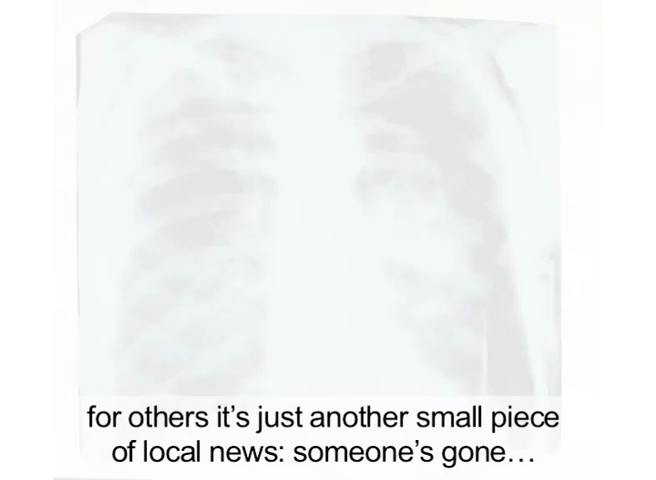 for others it’s just another small piece
of local news: someone’s gone…